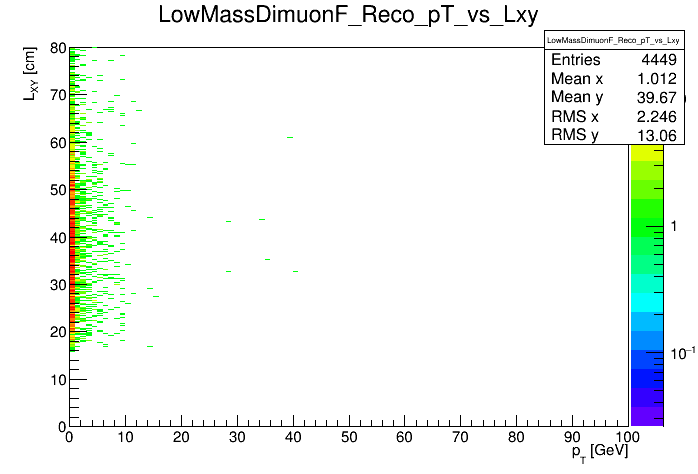 LowMassDimuonF_Reco_pT_vs_Lxy
LowMassDimuonF_Reco_pT_vs_Lxy
Entries 4449
Mean x 1.012
Mean y 39.67
RMS x 2.246
RMS y 13.06
L_XY [cm]
80
70
60
50
40
30
20
10
0
0 10 20 30 40 50 60 70 80 90 100
p_T [GeV]
1
10⁻¹